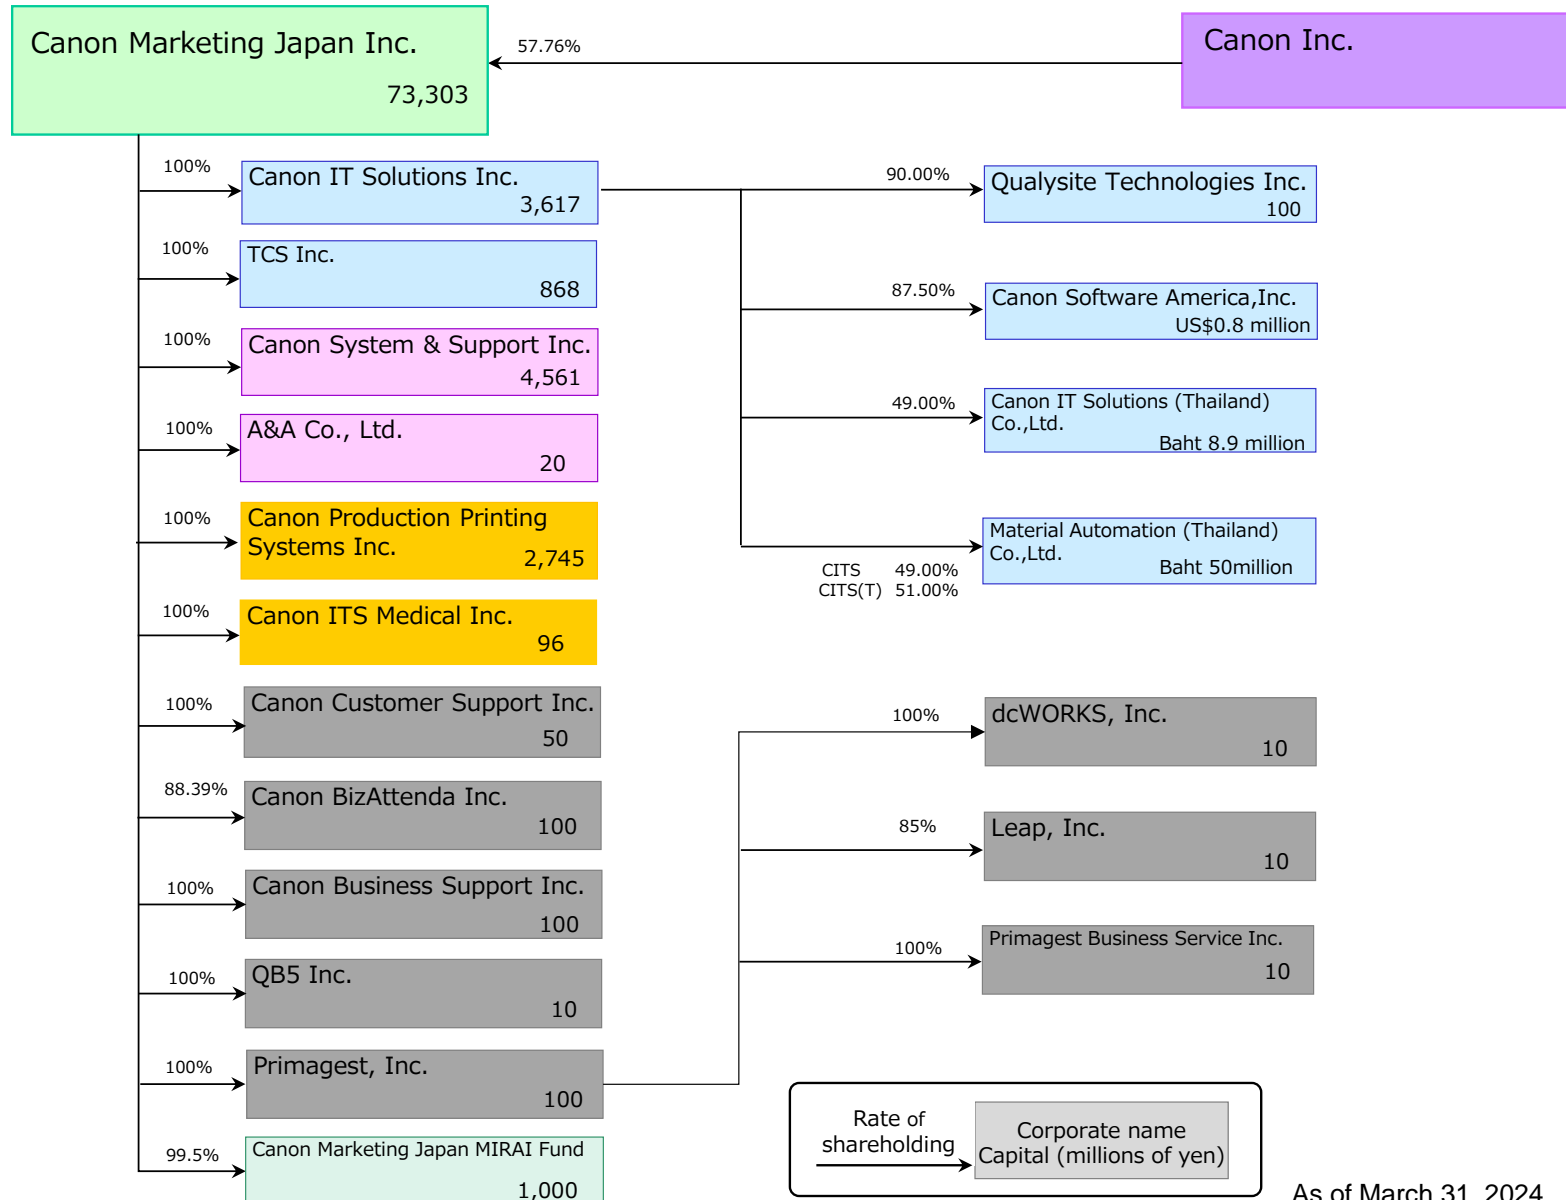 Canon Marketing Japan Inc.
73,303
57.76%
Canon Inc.
100%
Canon IT Solutions Inc.
3,617
90.00%
Qualysite Technologies Inc.
100
100%
TCS Inc.
868
87.50%
Canon Software America,Inc.
US$0.8 million
100%
Canon System & Support Inc.
4,561
49.00%
Canon IT Solutions (Thailand)
Co.,Ltd.
Baht 8.9 million
100%
A&A Co., Ltd.
20
100%
Canon Production Printing
Systems Inc.
2,745
CITS 49.00%
CITS(T) 51.00%
Material Automation (Thailand)
Co.,Ltd.
Baht 50million
100%
Canon ITS Medical Inc.
96
100%
Canon Customer Support Inc.
50
100%
dcWORKS, Inc.
10
88.39%
Canon BizAttenda Inc.
100
85%
Leap, Inc.
10
100%
Canon Business Support Inc.
100
100%
Primagest Business Service Inc.
10
100%
QB5 Inc.
10
100%
Primagest, Inc.
100
99.5%
Canon Marketing Japan MIRAI Fund
1,000
Rate of
shareholding
Corporate name
Capital (millions of yen)
As of March 31, 2024